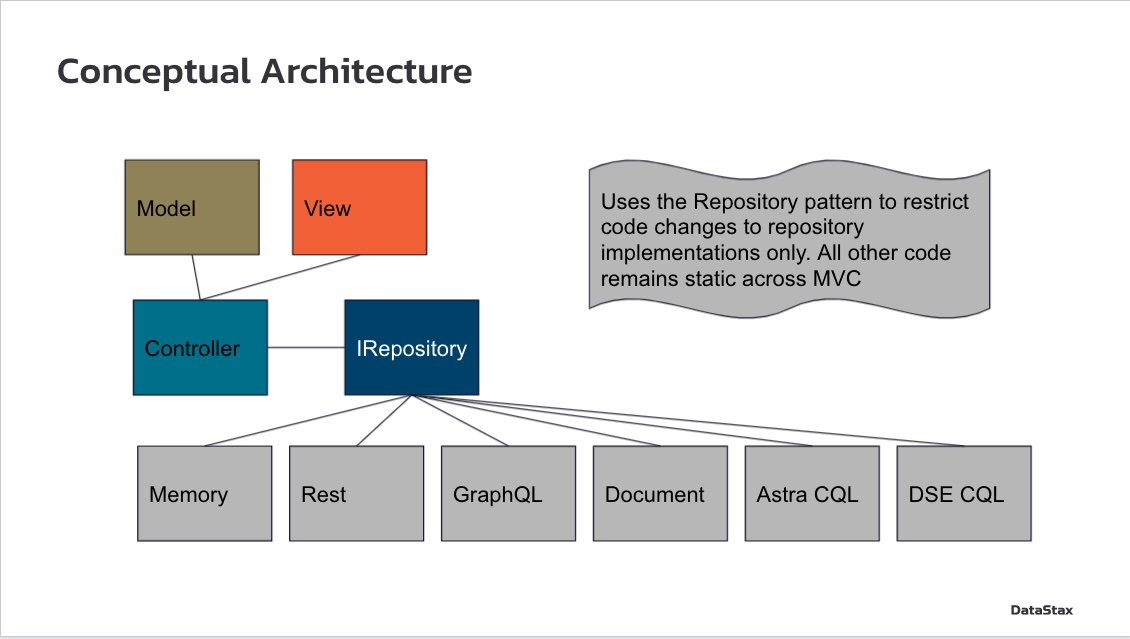 Conceptual Architecture
Model
View
Uses the Repository pattern to restrict
code changes to repository
implementations only. All other code
remains static across MVC
Controller
IRepository
Memory
Rest
GraphQL
Document
Astra CQL
DSE CQL
DataStax